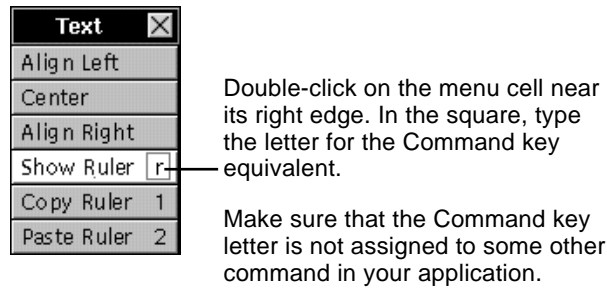 Text
Align Left
Center
Align Right
Show Ruler r
Copy Ruler 1
Paste Ruler 2
Double-click on the menu cell near
its right edge. In the square, type
the letter for the Command key
equivalent.
Make sure that the Command key
letter is not assigned to some other
command in your application.